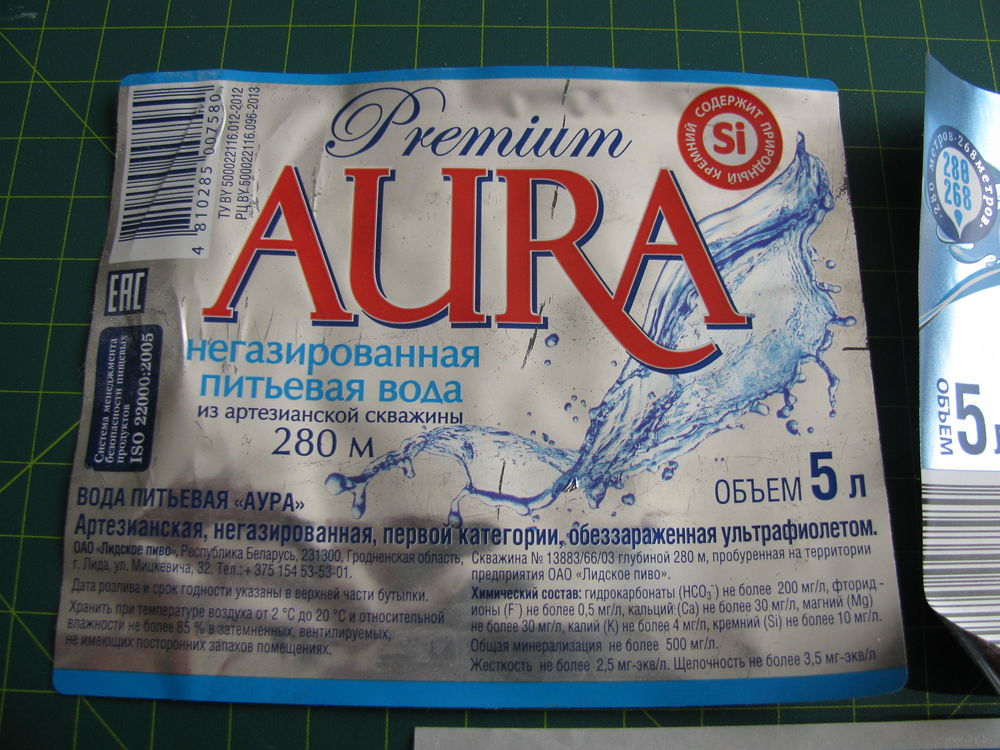 Premium
AURA
СОДЕРЖИТ ПРИРОДНЫЙ КРЕМНИЙ
Si
4 810285 007580
ТУ BY 500022116.012-2012
РЦ BY 500022116.096-2013
ЕАС
Система менеджмента
безопасности пищевых
продуктов
ISO 22000:2005
негазированная
питьевая вода
из артезианской скважины
280 м
ОБЪЕМ 5 л
ВОДА ПИТЬЕВАЯ «АУРА»
Артезианская, негазированная, первой категории, обеззараженная ультрафиолетом.
ОАО «Лидское пиво», Республика Беларусь, 231300, Гродненская область,
г. Лида, ул. Мицкевича, 32. Тел.: + 375 154 53-53-01.
Дата розлива и срок годности указаны в верхней части бутылки.
Хранить при температуре воздуха от 2 °С до 20 °С и относительной
влажности не более 85 % в затемненных, вентилируемых,
не имеющих посторонних запахов помещениях.
Скважина № 13883/66/03 глубиной 280 м, пробуренная на территории
предприятия ОАО «Лидское пиво».
Химический состав: гидрокарбонаты (HCO₃⁻) не более 200 мг/л, фторид -
ионы (F⁻) не более 0,5 мг/л, кальций (Ca) не более 30 мг/л, магний (Mg)
не более 30 мг/л, калий (K) не более 4 мг/л, кремний (Si) не более 10 мг/л.
Общая минерализация не более 500 мг/л.
Жесткость не более 2,5 мг-экв/л. Щелочность не более 3,5 мг-экв/л
280 метров · 268 метров.
280
268
ОБЪЕМ
5 л